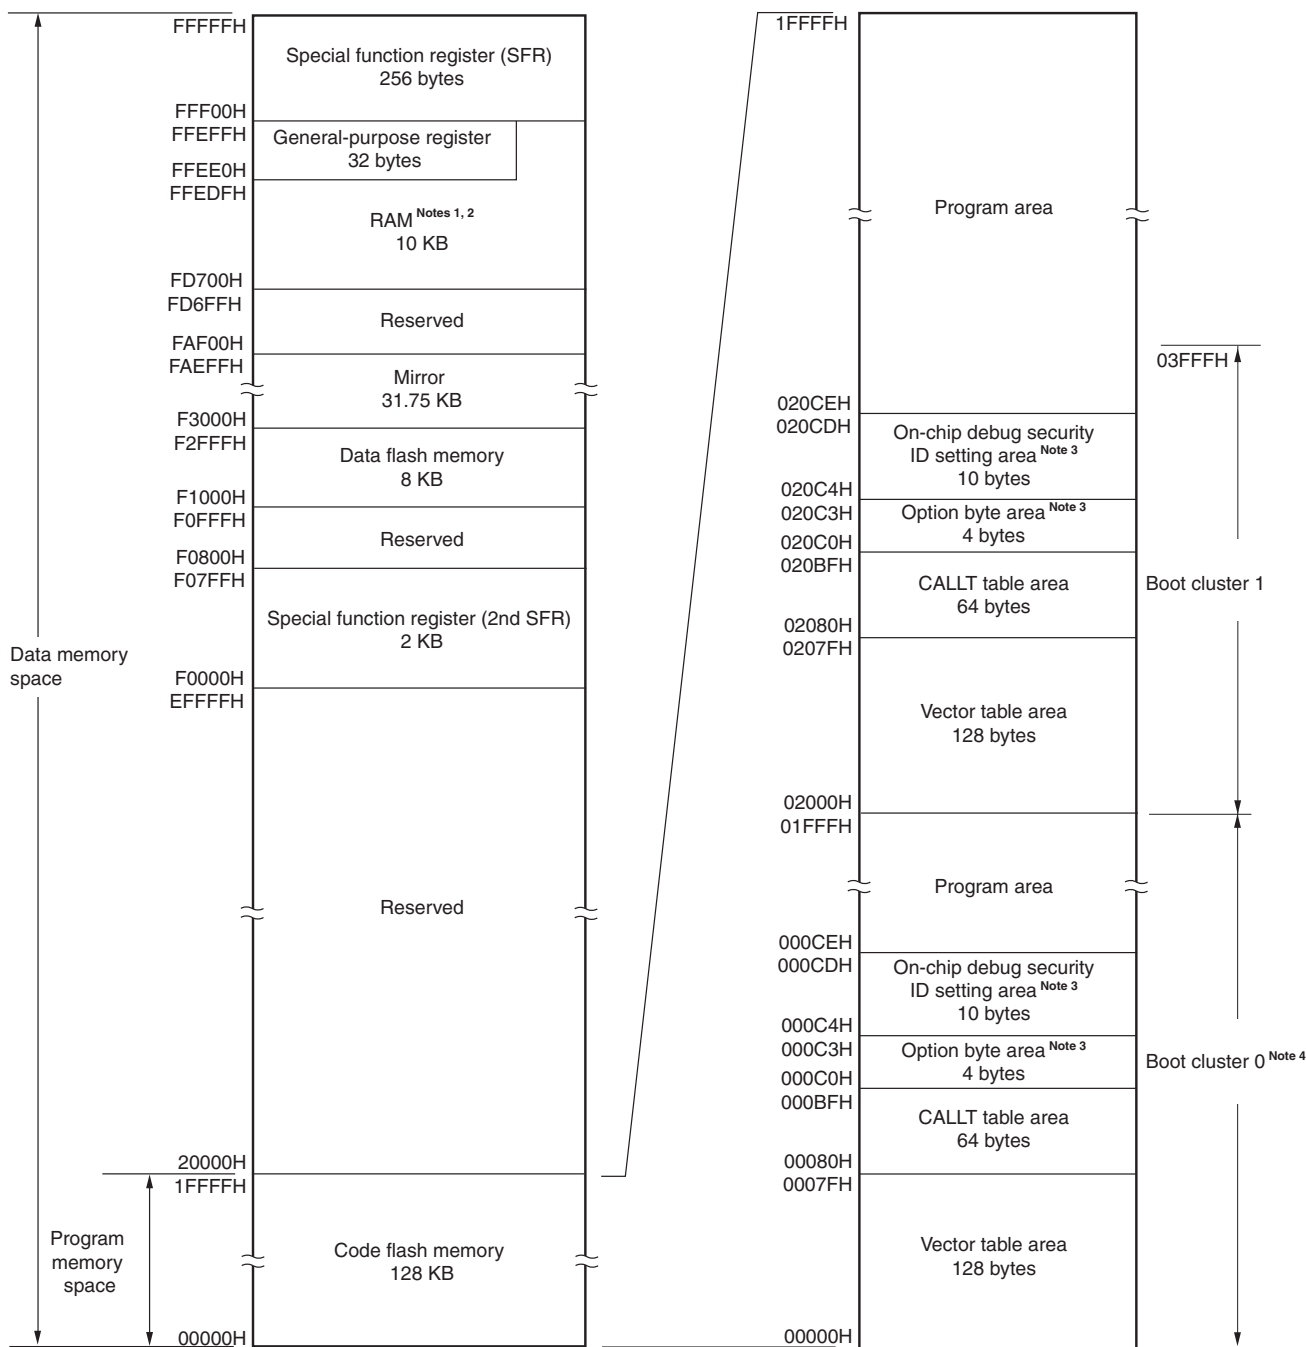 FFFFFH
Special function register (SFR)
256 bytes
FFF00H
FFEFFH
General-purpose register
32 bytes
FFEE0H
FFEDFH
RAM Notes 1, 2
10 KB
FD700H
FD6FFH
Reserved
FAF00H
FAEFFH
Mirror
31.75 KB
F3000H
F2FFFH
Data flash memory
8 KB
F1000H
F0FFFH
Reserved
F0800H
F07FFH
Special function register (2nd SFR)
2 KB
Data memory
space
F0000H
EFFFFH
Reserved
20000H
1FFFFH
Program
memory
space
Code flash memory
128 KB
00000H
1FFFFH
Program area
03FFFH
020CEH
020CDH
On-chip debug security
ID setting area Note 3
10 bytes
020C4H
020C3H
Option byte area Note 3
4 bytes
020C0H
020BFH
CALLT table area
64 bytes
Boot cluster 1
02080H
0207FH
Vector table area
128 bytes
02000H
01FFFH
Program area
000CEH
000CDH
On-chip debug security
ID setting area Note 3
10 bytes
000C4H
000C3H
Option byte area Note 3
4 bytes
Boot cluster 0 Note 4
000C0H
000BFH
CALLT table area
64 bytes
00080H
0007FH
Vector table area
128 bytes
00000H